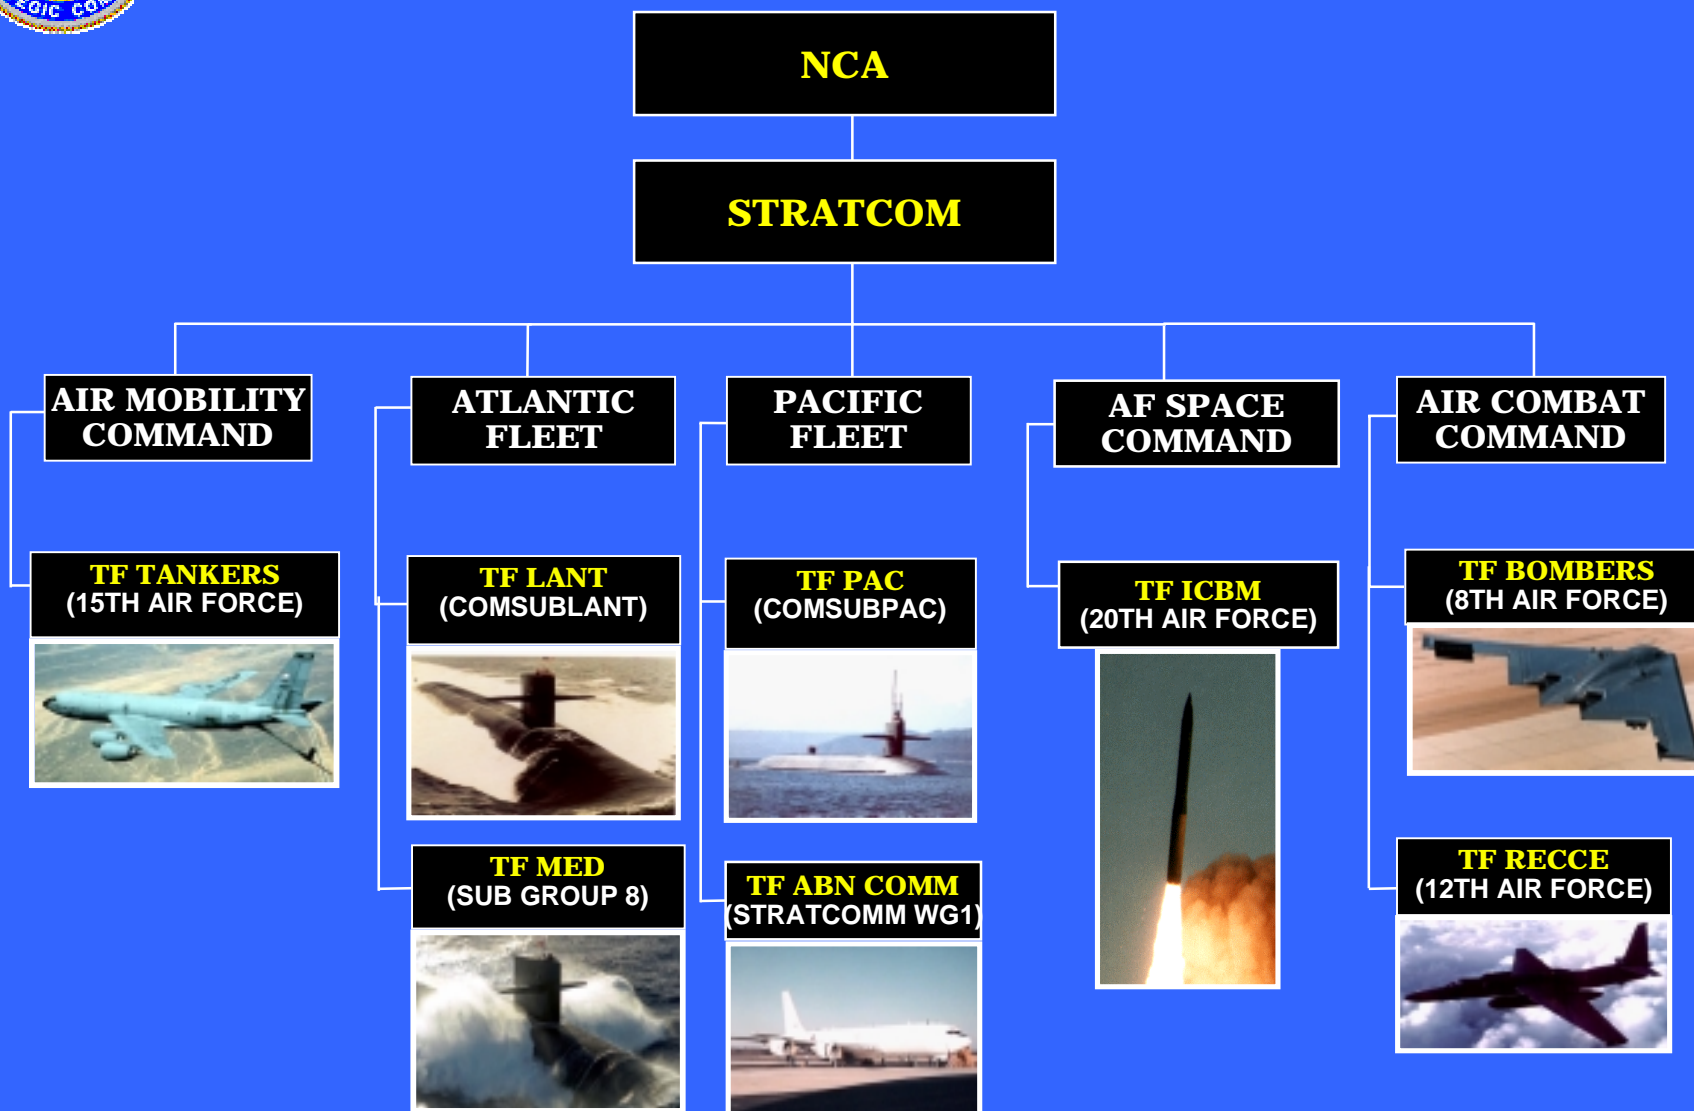 EGIC COM
NCA
STRATCOM
AIR MOBILITY
COMMAND
ATLANTIC
FLEET
PACIFIC
FLEET
AF SPACE
COMMAND
AIR COMBAT
COMMAND
TF TANKERS
(15TH AIR FORCE)
TF LANT
(COMSUBLANT)
TF PAC
(COMSUBPAC)
TF ICBM
(20TH AIR FORCE)
TF BOMBERS
(8TH AIR FORCE)
TF MED
(SUB GROUP 8)
TF ABN COMM
(STRATCOMM WG1)
TF RECCE
(12TH AIR FORCE)